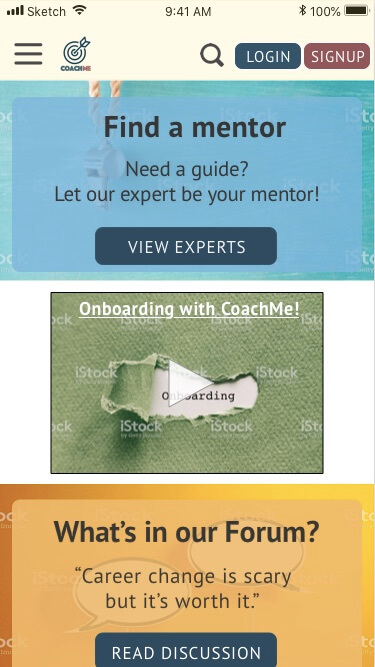 Sketch 9:41 AM 100%
COACHME
LOGIN SIGNUP
Find a mentor
Need a guide?
Let our expert be your mentor!
VIEW EXPERTS
Onboarding with CoachMe!
iStock
Onboarding
iStock
What's in our Forum?
“Career change is scary
but it's worth it.”
READ DISCUSSION